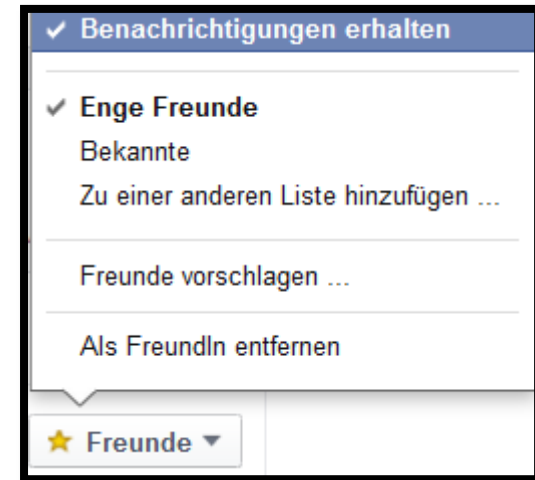 Benachrichtigungen erhalten
Enge Freunde
Bekannte
Zu einer anderen Liste hinzufügen ...
Freunde vorschlagen ...
Als FreundIn entfernen
Freunde